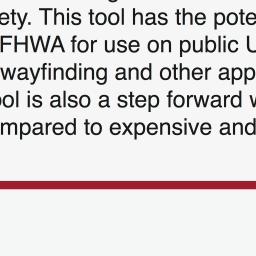 ety. This tool has the pote
FHWA for use on public U
wayfinding and other app
ol is also a step forward w
mpared to expensive and